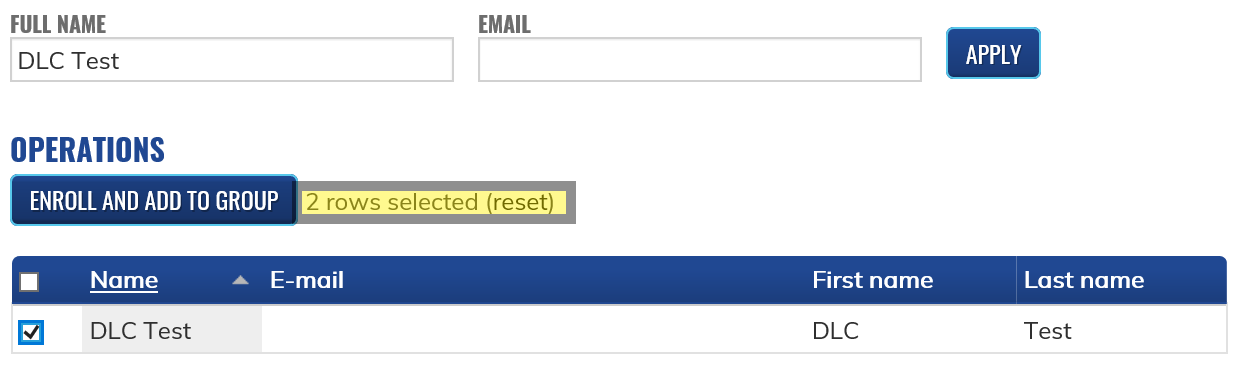 FULL NAME EMAIL
DLC Test
APPLY
OPERATIONS
ENROLL AND ADD TO GROUP 2 rows selected (reset)
Name E-mail First name Last name
DLC Test DLC Test